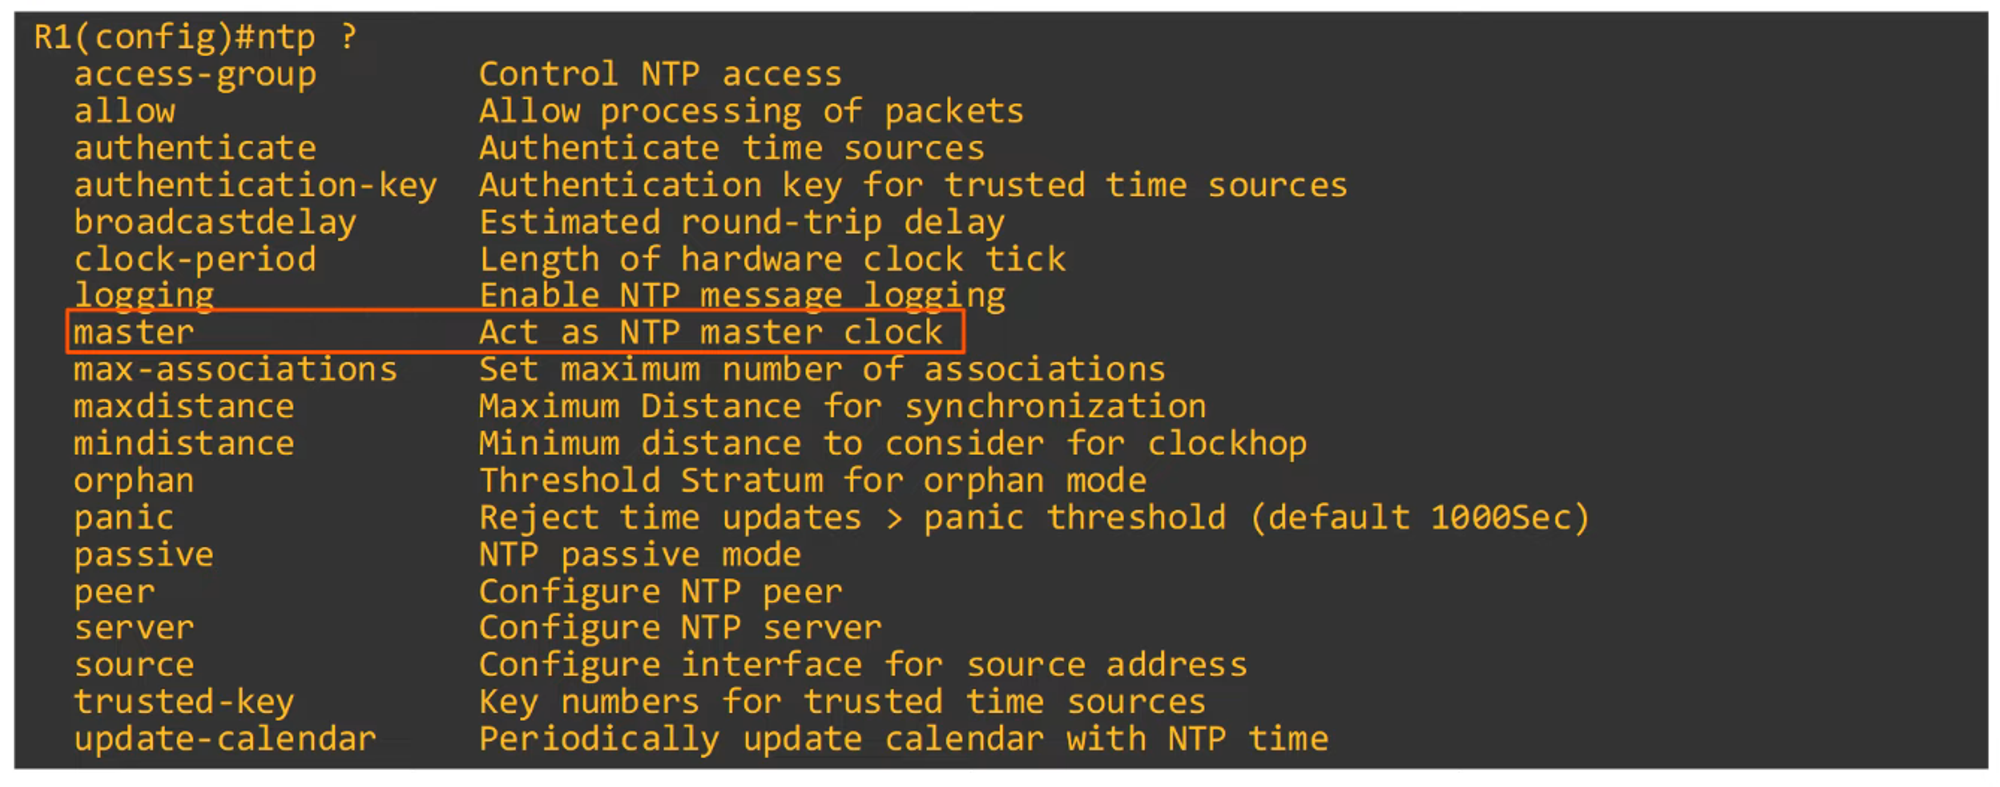 R1(config)#ntp ?
access-group Control NTP access
allow Allow processing of packets
authenticate Authenticate time sources
authentication-key Authentication key for trusted time sources
broadcastdelay Estimated round-trip delay
clock-period Length of hardware clock tick
logging Enable NTP message logging
master Act as NTP master clock
max-associations Set maximum number of associations
maxdistance Maximum Distance for synchronization
mindistance Minimum distance to consider for clockhop
orphan Threshold Stratum for orphan mode
panic Reject time updates > panic threshold (default 1000Sec)
passive NTP passive mode
peer Configure NTP peer
server Configure NTP server
source Configure interface for source address
trusted-key Key numbers for trusted time sources
update-calendar Periodically update calendar with NTP time